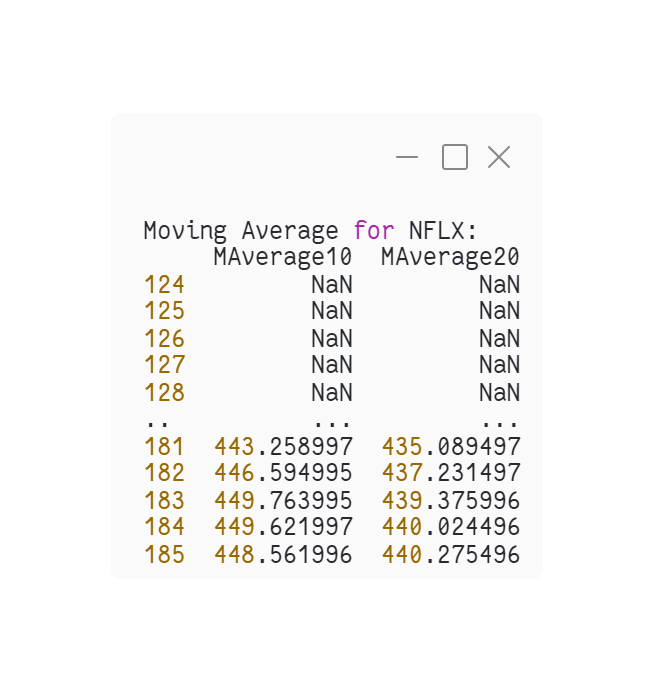 Moving Average for NFLX:
MAverage10 MAverage20
124 NaN NaN
125 NaN NaN
126 NaN NaN
127 NaN NaN
128 NaN NaN
.. ... ...
181 443.258997 435.089497
182 446.594995 437.231497
183 449.763995 439.375996
184 449.621997 440.024496
185 448.561996 440.275496